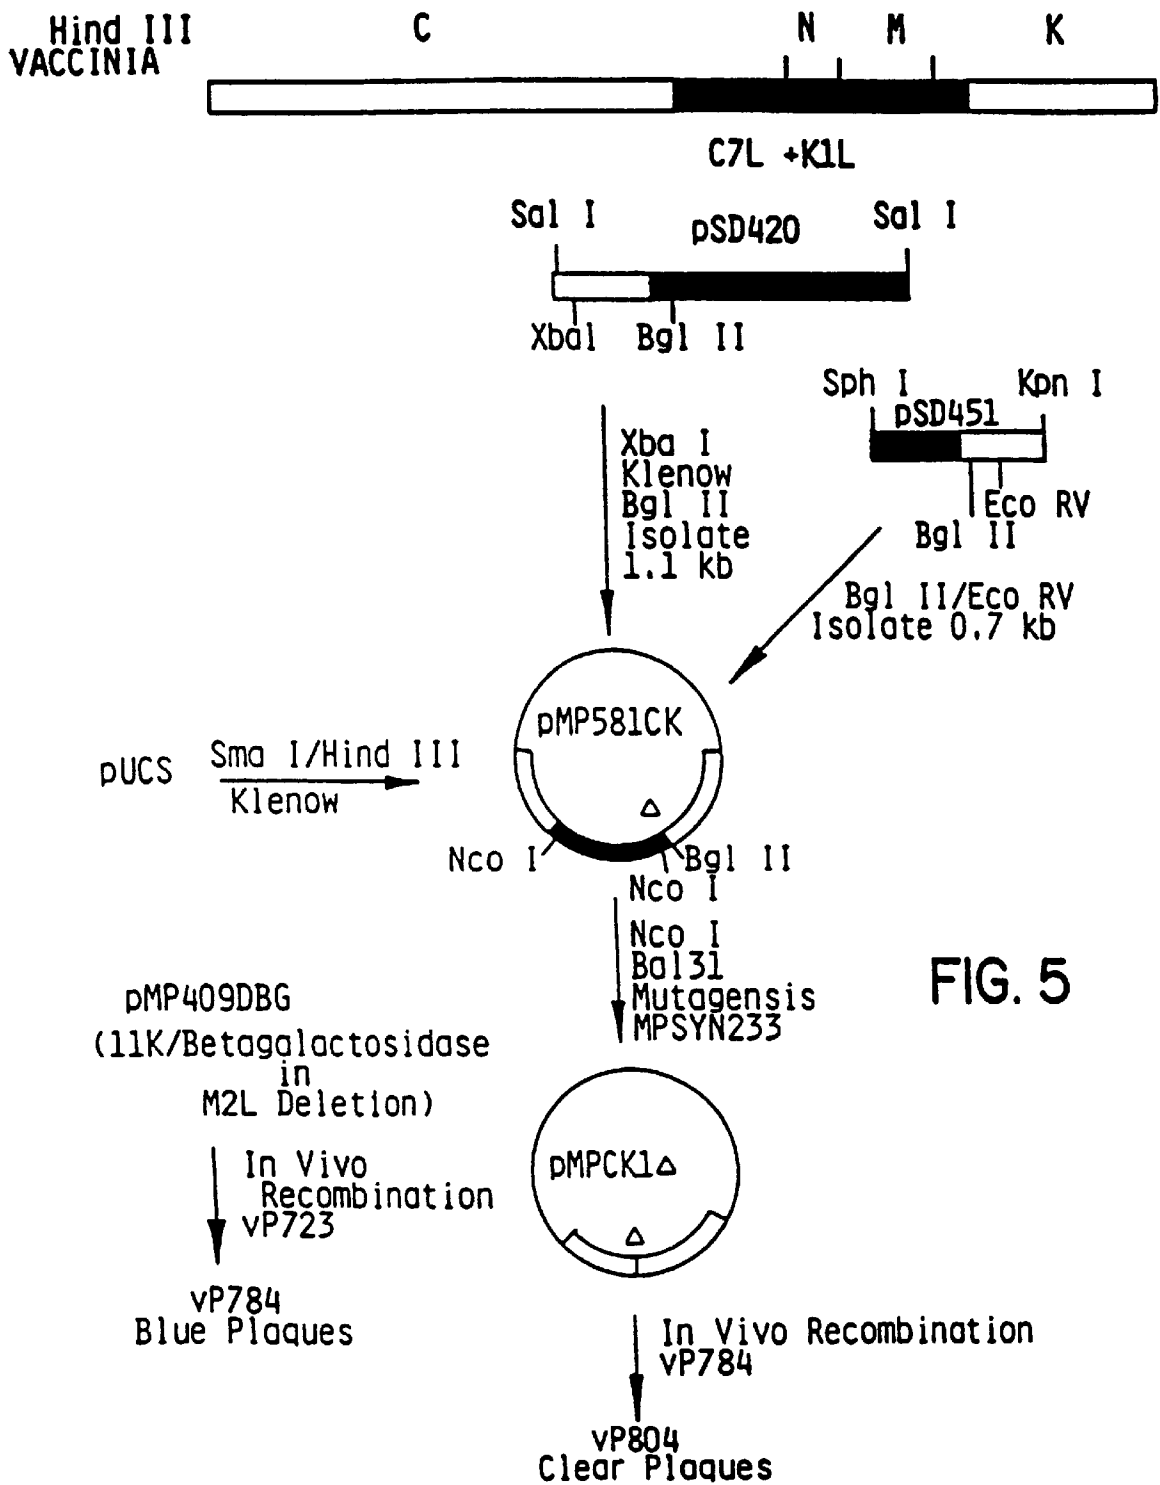 Hind III
VACCINIA
C N M K
C7L +K1L
Sal I
pSD420
Sal I
XbaI
Bgl II
Sph I
Kpn I
pSD451
Eco RV
Bgl II
Xba I
Klenow
Bgl II
Isolate
1.1 kb
Bgl II/Eco RV
Isolate 0.7 kb
pMP581CK
Δ
pUCS
Sma I/Hind III
Klenow
Nco I
Bgl II
Nco I
Nco I
Bal31
Mutagensis
MPSYN233
FIG. 5
pMP409DBG
(11K/Betagalactosidase
in
M2L Deletion)
In Vivo
Recombination
vP723
vP784
Blue Plaques
pMPCK1Δ
Δ
In Vivo Recombination
vP784
vP804
Clear Plaques